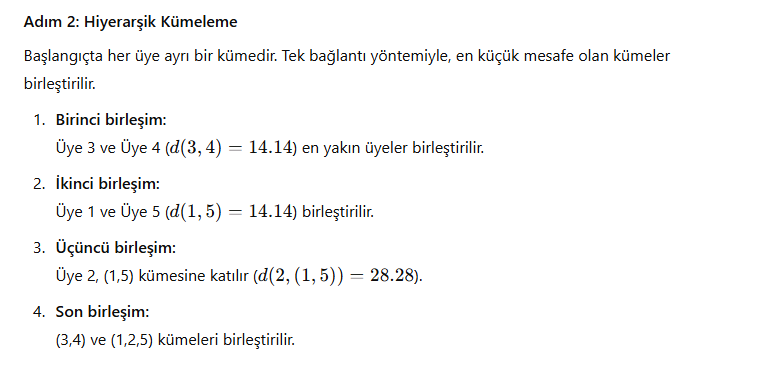 Adım 2: Hiyerarşik Kümeleme
Başlangıçta her üye ayrı bir kümedir. Tek bağlantı yöntemiyle, en küçük mesafe olan kümeler
birleştirilir.
1. Birinci birleşim:
Üye 3 ve Üye 4 (d(3, 4) = 14.14) en yakın üyeler birleştirilir.
2. İkinci birleşim:
Üye 1 ve Üye 5 (d(1, 5) = 14.14) birleştirilir.
3. Üçüncü birleşim:
Üye 2, (1,5) kümesine katılır (d(2, (1, 5)) = 28.28).
4. Son birleşim:
(3,4) ve (1,2,5) kümeleri birleştirilir.